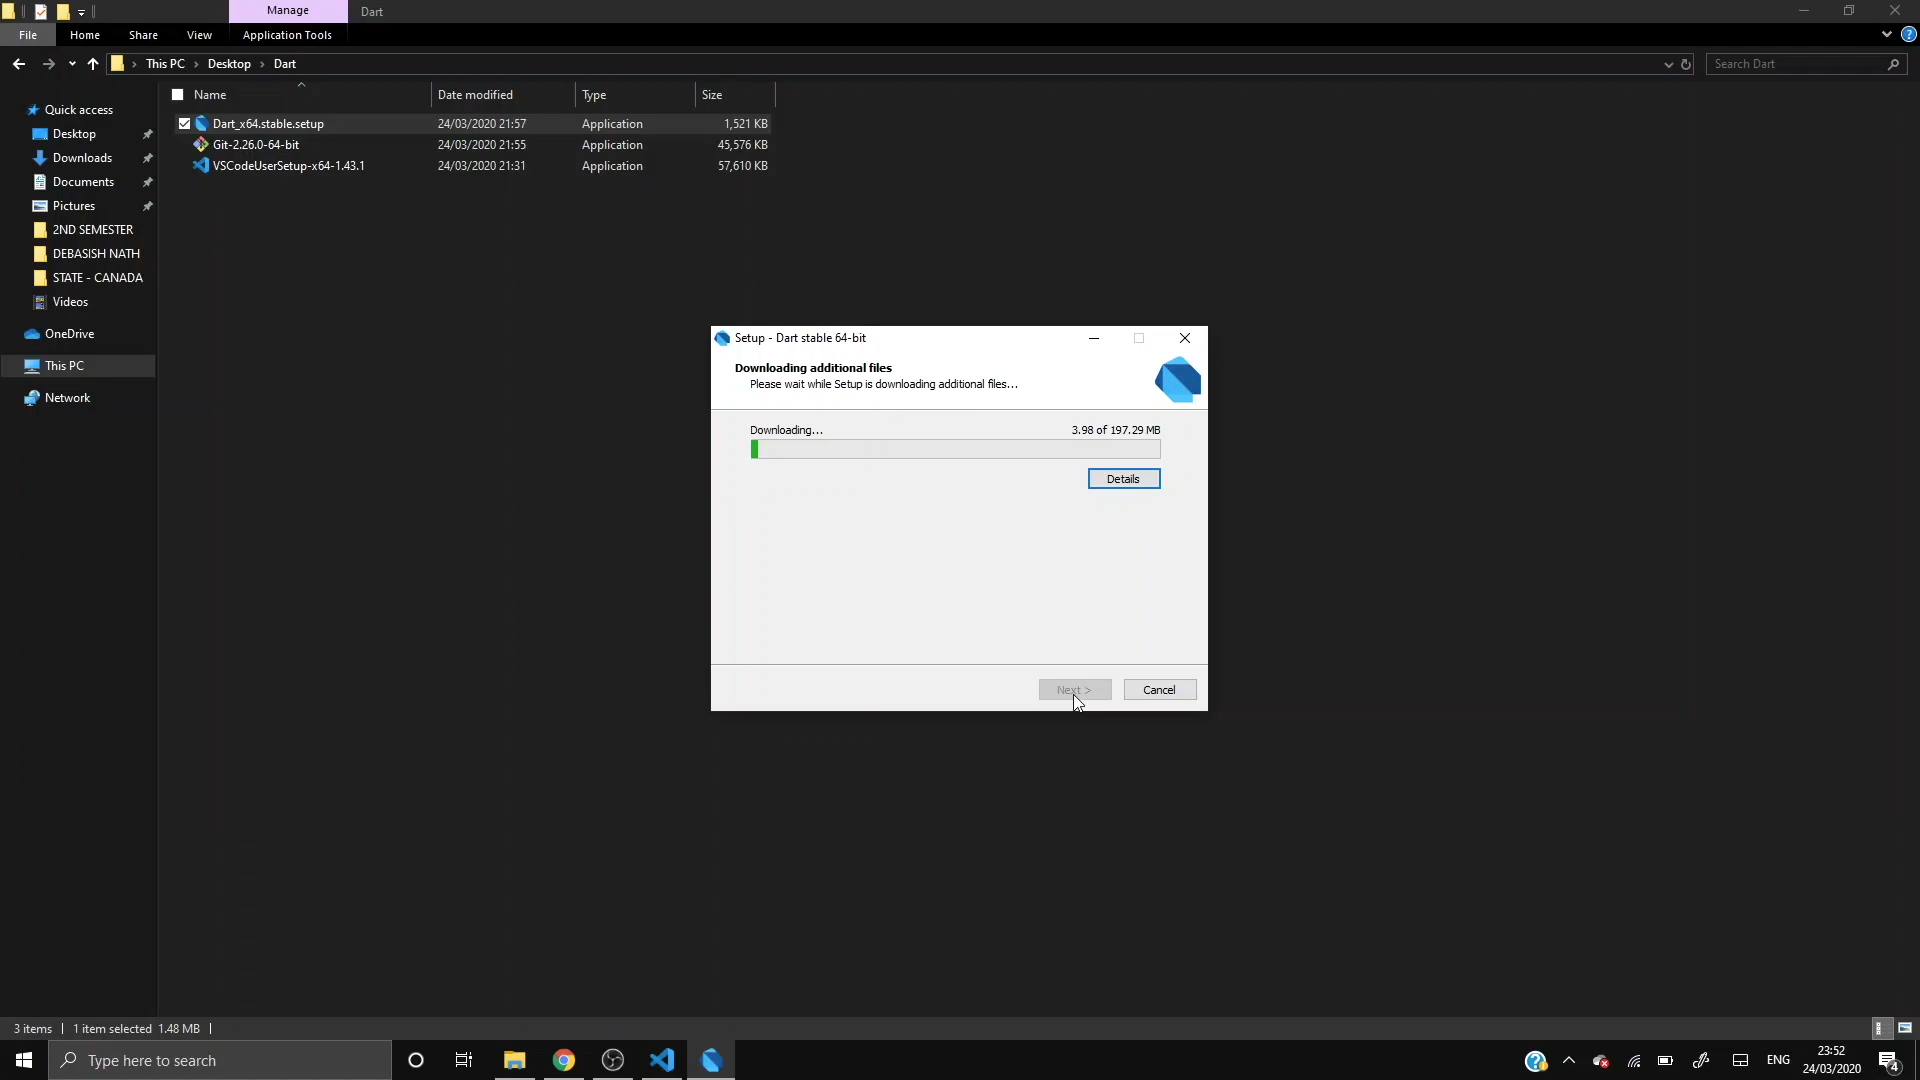 Manage
Dart
File
Home
Share
View
Application Tools
This PC
Desktop
Dart
Search Dart
Name
Date modified
Type
Size
Dart_x64.stable.setup
24/03/2020 21:57
Application
1,521 KB
Git-2.26.0-64-bit
24/03/2020 21:55
Application
45,576 KB
VSCodeUserSetup-x64-1.43.1
24/03/2020 21:31
Application
57,610 KB
Quick access
Desktop
Downloads
Documents
Pictures
2ND SEMESTER
DEBASISH NATH
STATE - CANADA
Videos
OneDrive
This PC
Network
Setup - Dart stable 64-bit
Downloading additional files
Please wait while Setup is downloading additional files...
Downloading...
3.98 of 197.29 MB
Details
Next >
Cancel
3 items
1 item selected 1.48 MB
Type here to search
ENG
23:52
24/03/2020
4